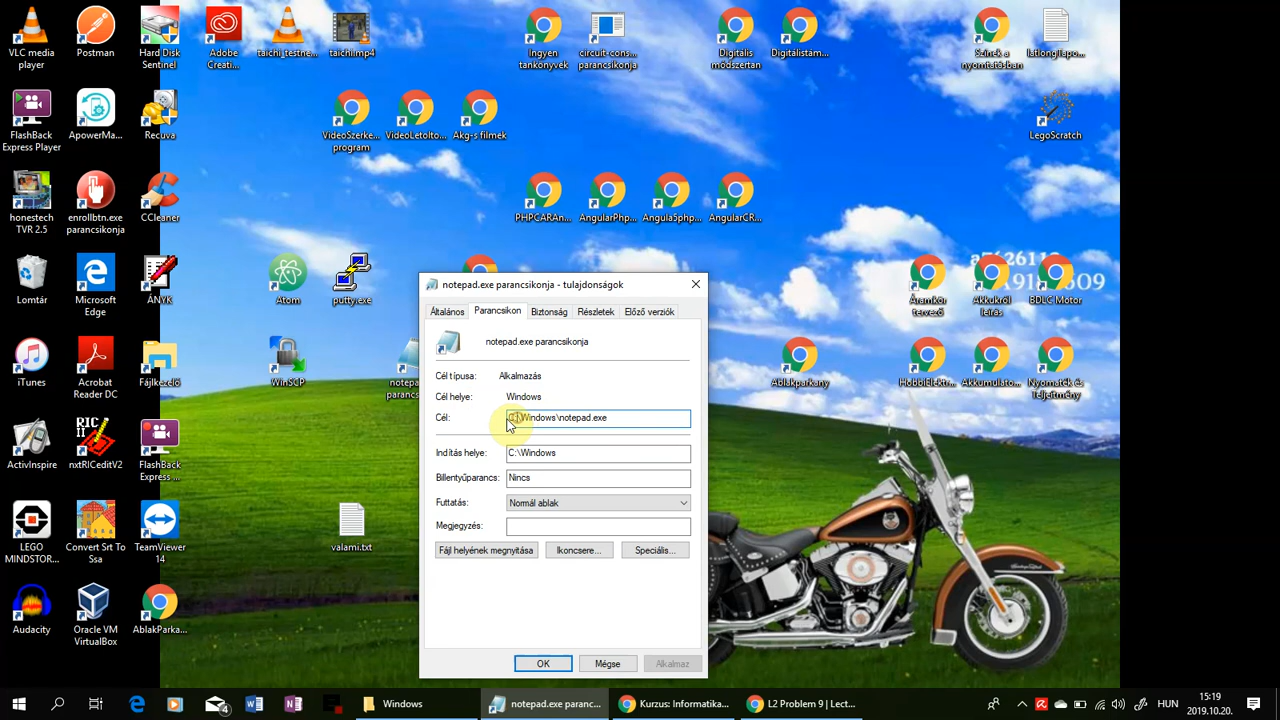 VLC media
player
Postman
Hard Disk
Sentinel
Adobe
Creati...
taichi_testne...
taichi.mp4
Ingyen
tankönyvek
circuit-cons...
parancsikonja
Digitális
módszertan
Digitálistám...
Színek a
nyomtatásban
FlashBack
Express Player
ApowerMa...
Recuva
VideoSzerke...
program
VideoLetolto...
Akg-s filmek
LegoScratch
honestech
TVR 2.5
enrollbtn.exe
parancsikonja
CCleaner
PHPCARAn...
AngularPhp...
Angula5php...
AngularCR...
Lomtár
Microsoft
Edge
ÁNYK
Atom
putty.exe
Áramkör
tervező
Akkukról
leírás
BDLC Motor
iTunes
Acrobat
Reader DC
Fájlkezelő
WinSCP
notepa
parancs
Ablakparkany
HobbiElektr...
Akkumulato...
Nyomaték és
teljeítmény
ActivInspire
nxtRICeditV2
FlashBack
Express ...
valami.txt
LEGO
MINDSTOR...
Convert Srt To
Ssa
TeamViewer
14
Audacity
Oracle VM
VirtualBox
AblakParka...
notepad.exe parancsikonja - tulajdonságok
Általános Parancsikon Biztonság Részletek Előző verziók
notepad.exe parancsikonja
Cél típusa: Alkalmazás
Cél helye: Windows
Cél: C:\Windows\notepad.exe
Indítás helye: C:\Windows
Billentyűparancs: Nincs
Futtatás: Normál ablak
Megjegyzés:
Fájl helyének megnyitása Ikoncsere... Speciális...
OK Mégse Alkalmaz
4 Windows notepad.exe paranc... Kurzus: Informatika... L2 Problem 9 | Lect... HUN
15:19
2019.10.20.